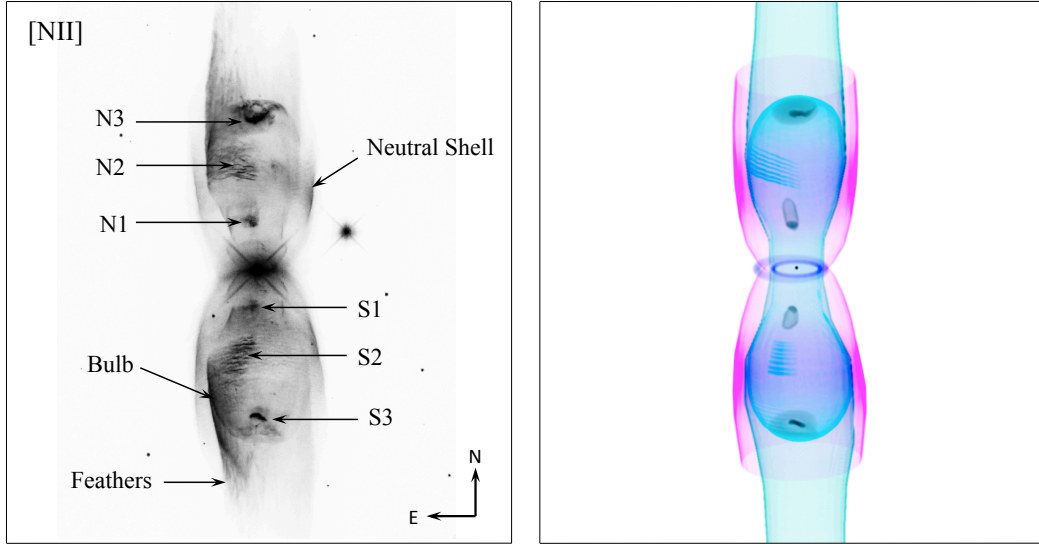 [NII]
N3
N2
Neutral Shell
N1
S1
S2
Bulb
S3
Feathers
N
E